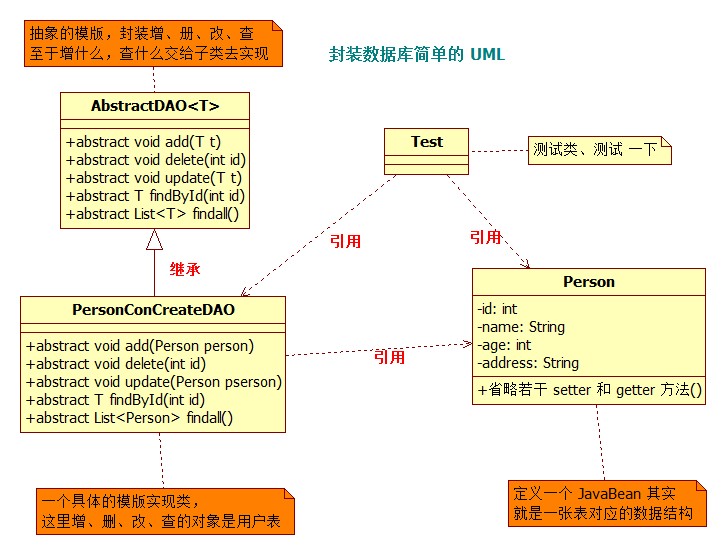 抽象的模版，封装增、册、改、查
至于增什么，查什么交给子类去实现
封装数据库简单的 UML
AbstractDAO<T>
+abstract void add(T t)
+abstract void delete(int id)
+abstract void update(T t)
+abstract T findById(int id)
+abstract List<T> findall()
Test
测试类、测试 一下
引用
引用
继承
PersonConCreateDAO
+abstract void add(Person person)
+abstract void delete(int id)
+abstract void update(Person pserson)
+abstract T findById(int id)
+abstract List<Person> findall()
引用
Person
-id: int
-name: String
-age: int
-address: String
+省略若干 setter 和 getter 方法()
一个具体的模版实现类，
这里增、删、改、查的对象是用户表
定义一个 JavaBean 其实
就是一张表对应的数据结构